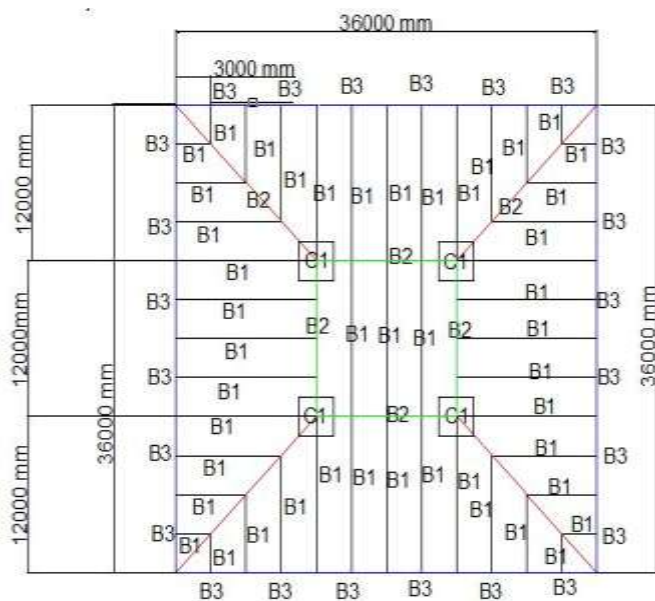 36000 mm
3000 mm
B3 B3 B3 B3 B3 B3
B1 B1 B1 B1
B3 B1 B1 B1 B3
12000 mm
B1 B1 B1 B1 B1 B1
B1 B2 B2 B1
B3 B1 B1 B3
C1 B2 C1
B1
B3 B1 B1 B3
12000mm
B2 B1 B1 B1 B2 B1
B1
36000 mm
B3 B1 B1 B3
36000 mm
C1 B2 C1 B1
B1
B3 B1 B1 B3
B1 B1 B1 B1 B1 B1
12000 mm
B1 B1 B1
B3 B1 B1 B1 B1 B1 B1 B3
B3 B3 B3 B3 B3 B3